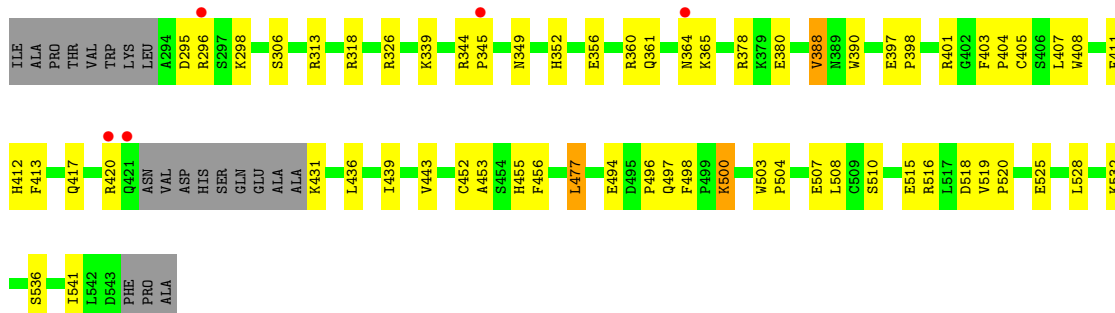 ILE ALA PRO THR VAL TRP LYS LEU A294 D295 R296 S297 K298 S306 R313 R318 R326 K339 R344 P345 N349 H352 E356 R360 Q361 N364 K365 R378 K379 E380 V388 N389 W390 E397 P398 R401 G402 F403 P404 C405 S406 L407 W408
H412 F413 Q417 R420 Q421 ASN VAL ASP HIS SER GLN GLU ALA ALA K431 L436 I439 V443 C452 A453 S454 H455 F456 L477 E494 D495 P496 Q497 F498 P499 K500 W503 P504 E507 L508 C509 S510 E515 R516 L517 D518 V519 P520 E525 L528
S536 I541 L542 D543 PHE PRO ALA